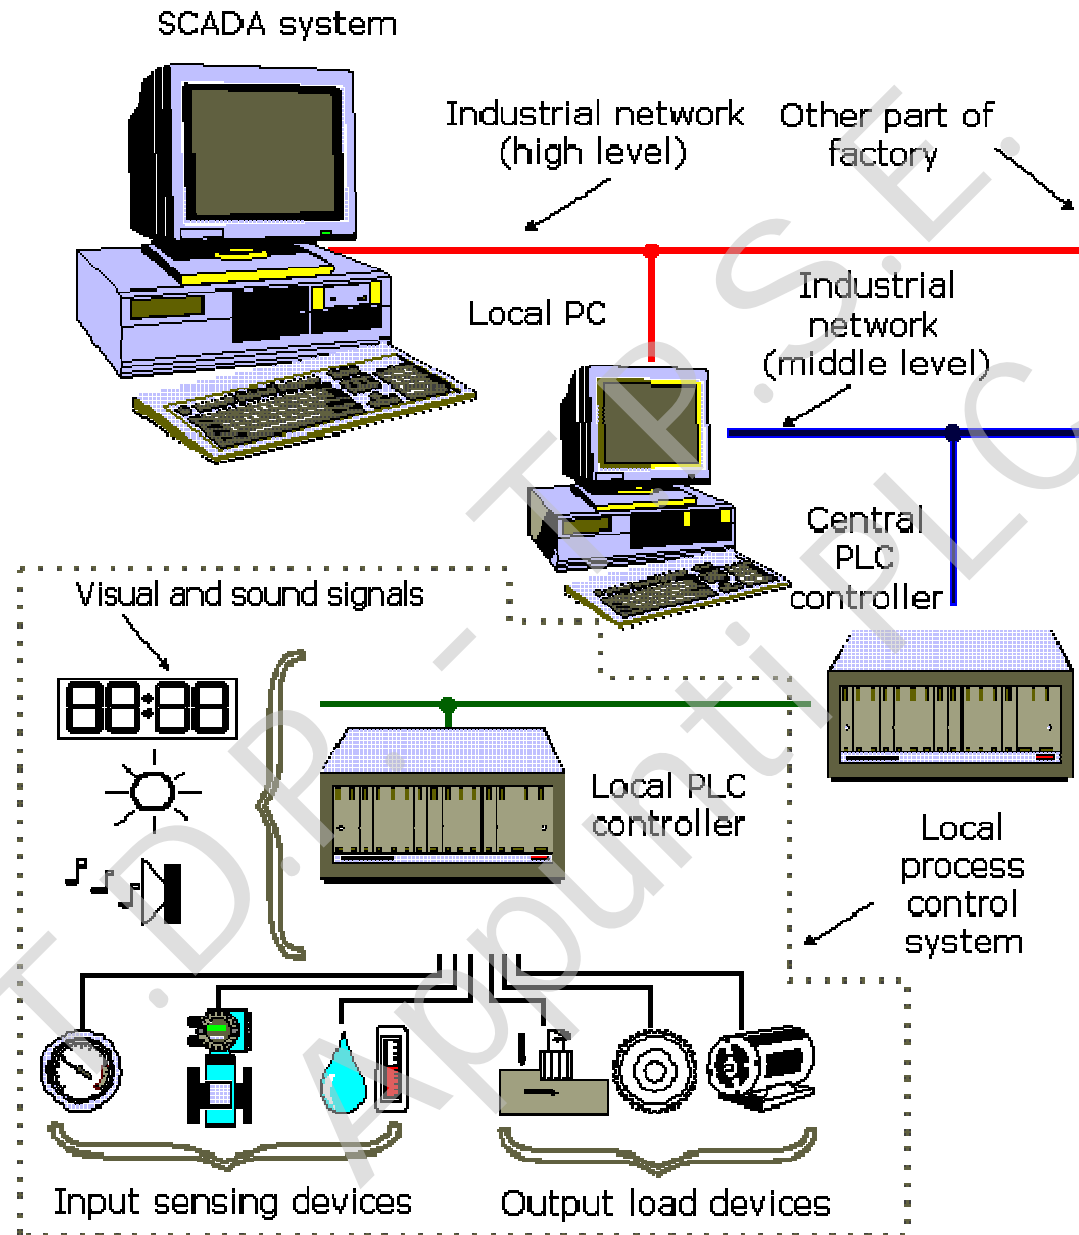 SCADA system
Industrial network
(high level)
Other part of
factory
Local PC
Industrial
network
(middle level)
Central
PLC
controller
Visual and sound signals
88:88
Local PLC
controller
Local
process
control
system
Input sensing devices
Output load devices
T.D.P. - T.P.S.E.
Appunti PLC